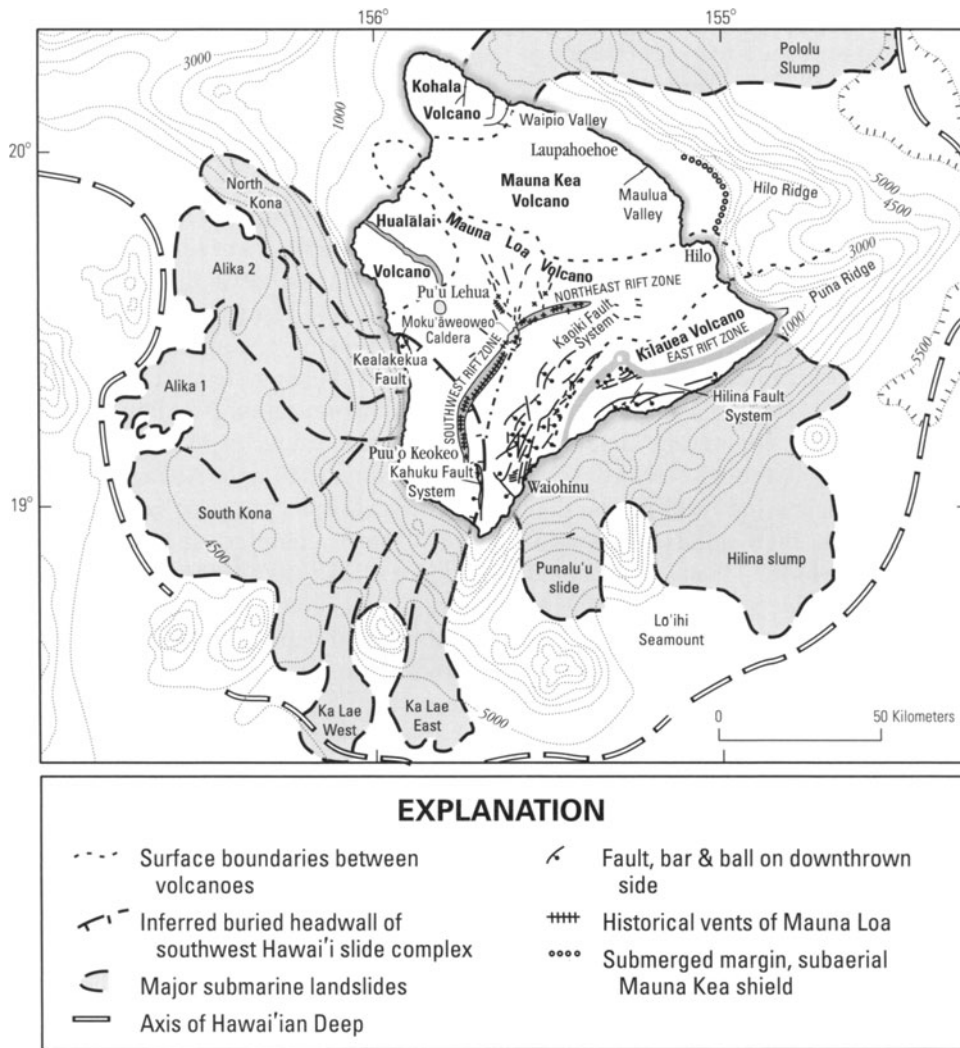 156°
155°
3000
Pololu
Slump
Kohala
Volcano
1000
Waipio Valley
20°
Laupahoehoe
5000
4500
North
Kona
Mauna Kea
Volcano
Maulua
Valley
Hilo Ridge
Hualālai
Mauna Loa Volcano
Alika 2
Hilo
3000
Volcano
Puna Ridge
Pu'u Lehua
NORTHEAST RIFT ZONE
Moku'āweoweo
Caldera
Kaoiki Fault
System
Kilauea Volcano
EAST RIFT ZONE
1000
5500
Kealakekua
Fault
SOUTHWEST RIFT ZONE
Alika 1
Hilina Fault
System
Puu'o Keokeo
Kahuku Fault
System
Waiohinu
19°
South Kona
4500
Punalu'u
slide
Hilina slump
Lo'ihi
Seamount
Ka Lae
West
Ka Lae
East
5000
0
50 Kilometers
EXPLANATION
Surface boundaries between
volcanoes
Inferred buried headwall of
southwest Hawai'i slide complex
Major submarine landslides
Axis of Hawai'ian Deep
Fault, bar & ball on downthrown
side
Historical vents of Mauna Loa
Submerged margin, subaerial
Mauna Kea shield